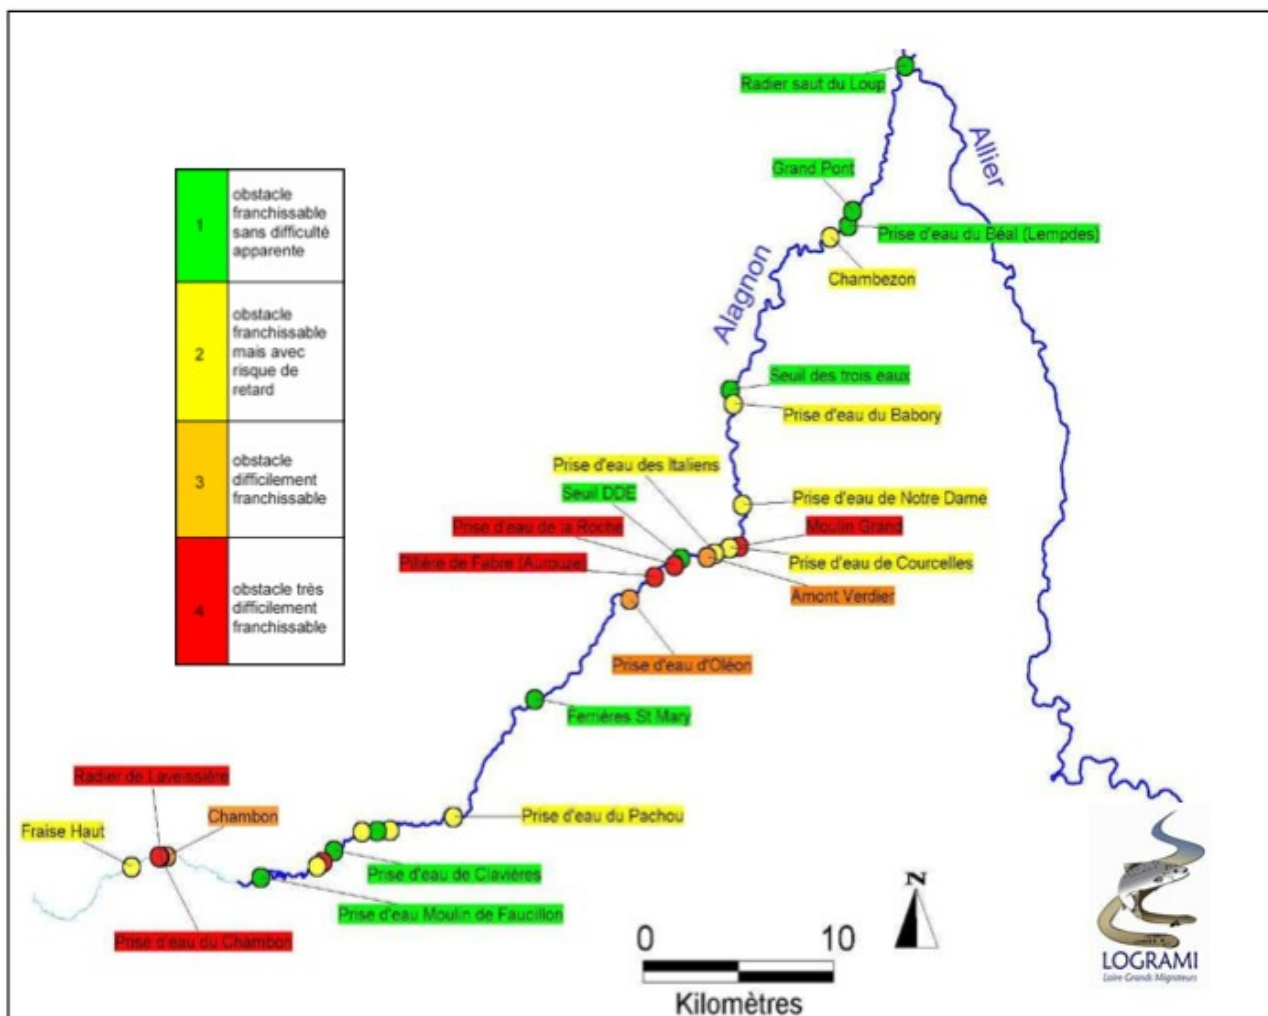 Radier saut du Loup
Allier
Grand Pont
Prise d'eau du Béal (Lempdes)
Chambezon
Alagnon
1
obstacle
franchissable
sans difficulté
apparente
2
obstacle
franchissable
mais avec
risque de
retard
3
obstacle
difficilement
franchissable
4
obstacle très
difficilement
franchissable
Seuil des trois eaux
Prise d'eau du Babory
Prise d'eau des Italiens
Seuil DDE
Prise d'eau de Notre Dame
Prise d'eau de la Roche
Moulin Grand
Pilière de Fabre (Aurouze)
Prise d'eau de Courcelles
Amont Verdier
Prise d'eau d'Oléon
Ferrières St Mary
Radier de Laveissière
Chambon
Fraise Haut
Prise d'eau du Pachou
Prise d'eau de Clavières
Prise d'eau Moulin de Faucillon
Prise d'eau du Chambon
N
0 10
Kilomètres
LOGRAMI
Loire Grands Migrateurs